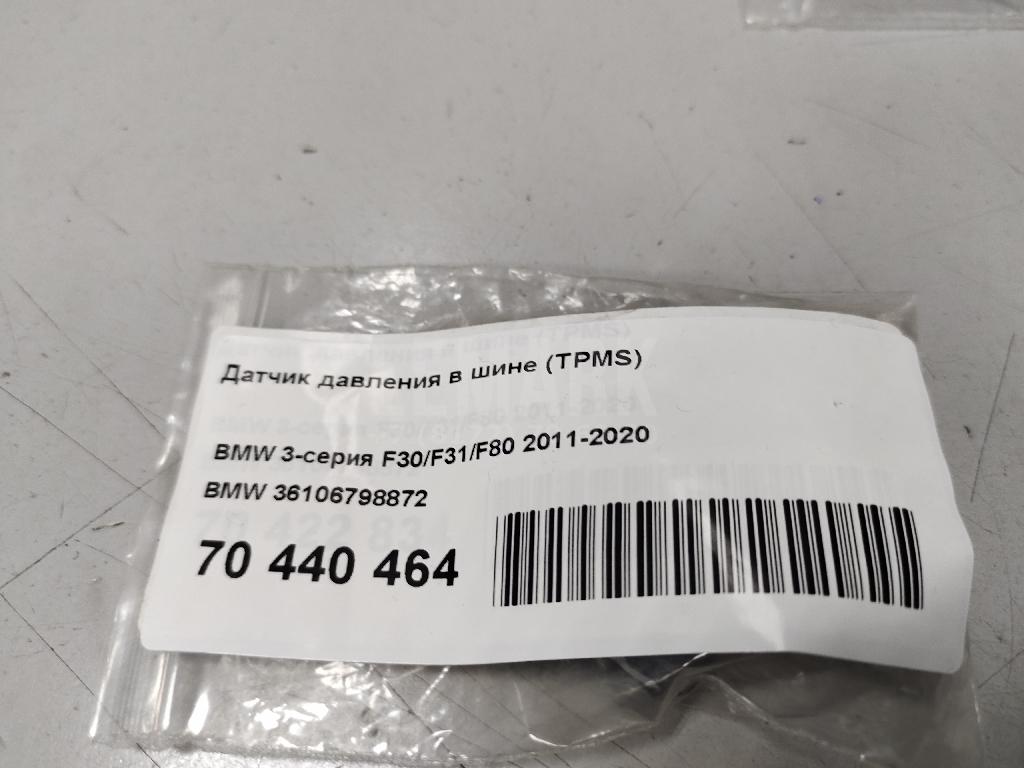 Датчик давления в шине (TPMS)
BMW 3-серия F30/F31/F80 2011-2020
BMW 36106798872
70 440 464